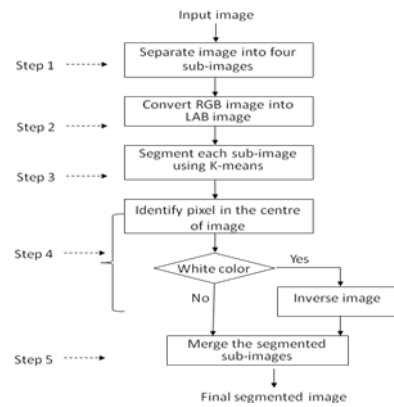 Input image
Step 1
Separate image into four
sub-images
Step 2
Convert RGB image into
LAB image
Step 3
Segment each sub-image
using K-means
Step 4
Identify pixel in the centre
of image
White color
Yes
No
Inverse image
Step 5
Merge the segmented
sub-images
Final segmented image